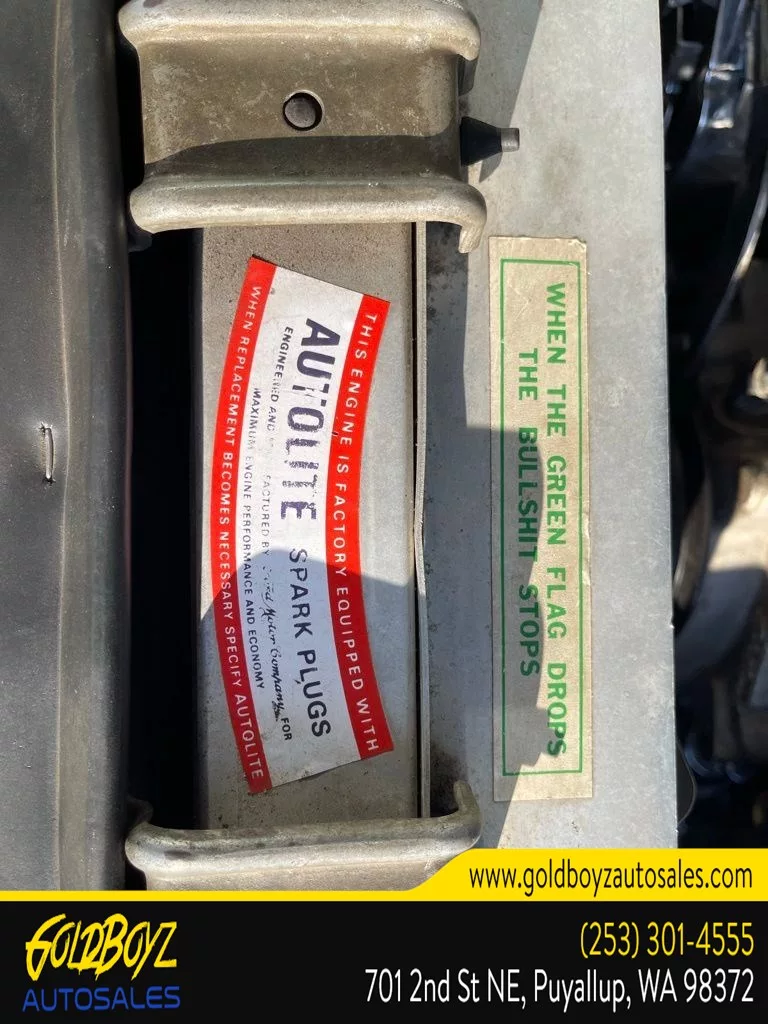 THIS ENGINE IS FACTORY EQUIPPED WITH
AUTOLITE SPARK PLUGS
ENGINEERED AND MANUFACTURED BY Ford Motor Company FOR
MAXIMUM ENGINE PERFORMANCE AND ECONOMY
WHEN REPLACEMENT BECOMES NECESSARY SPECIFY AUTOLITE
WHEN THE GREEN FLAG DROPS
THE BULLSHIT STOPS
www.goldboyzautosales.com
GOLDBOYZ
AUTOSALES
(253) 301-4555
701 2nd St NE, Puyallup, WA 98372